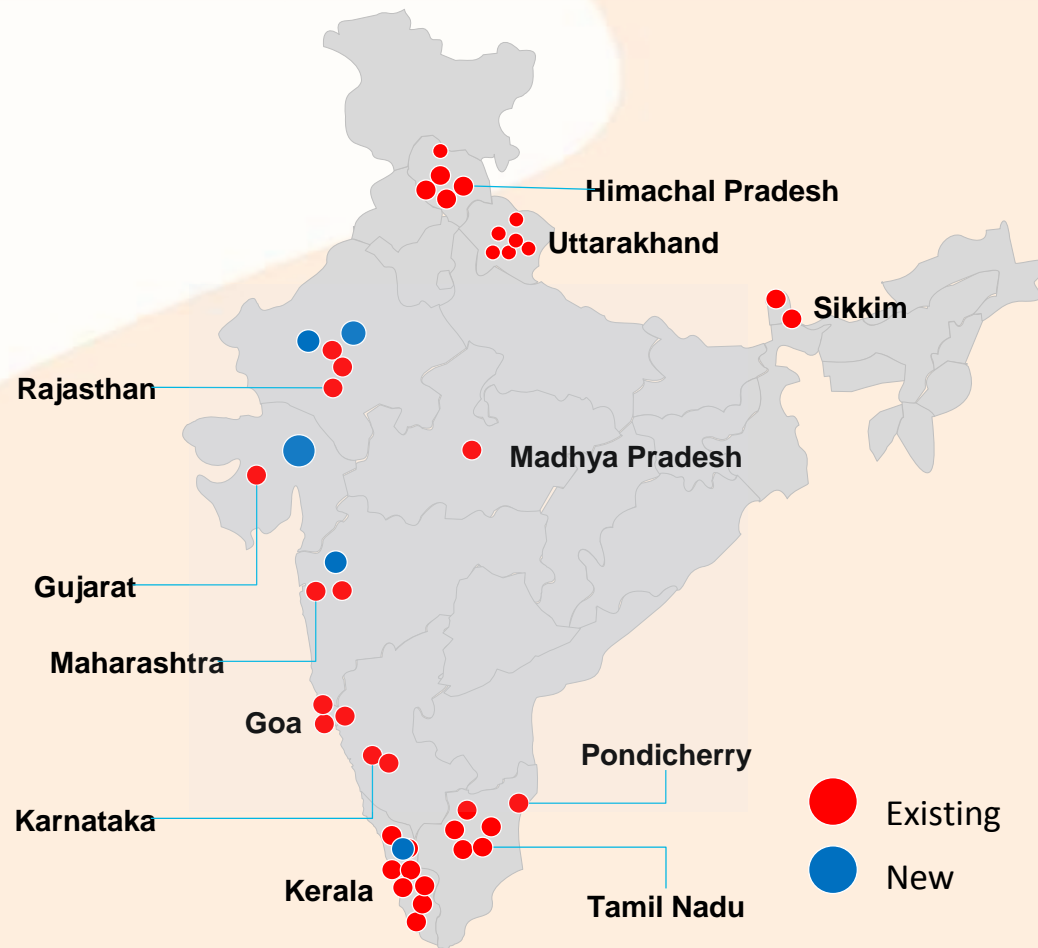 Himachal Pradesh
Uttarakhand
Sikkim
Rajasthan
Madhya Pradesh
Gujarat
Maharashtra
Goa
Pondicherry
Existing
Karnataka
New
Kerala
Tamil Nadu